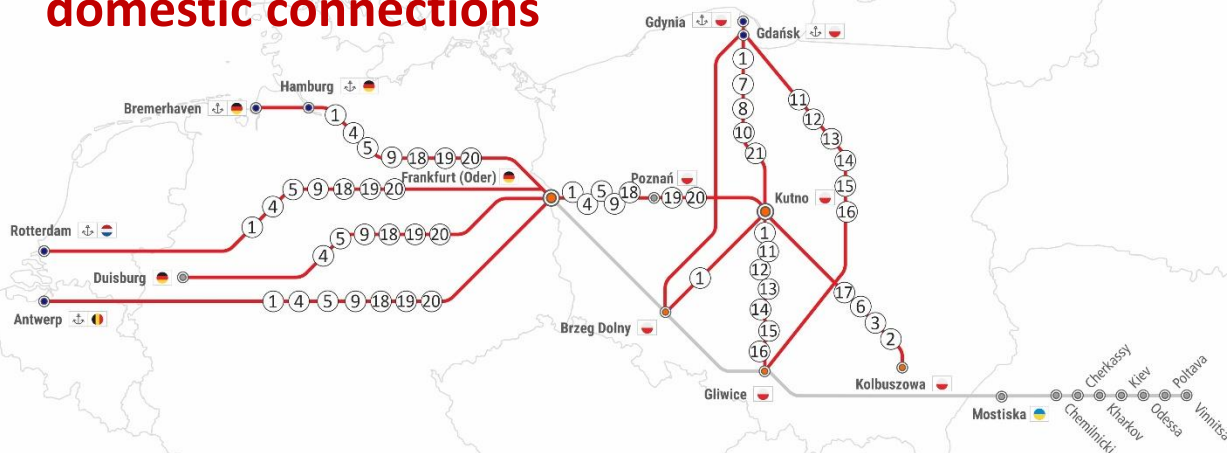 domestic connections
Gdynia
Gdańsk
Hamburg
Bremerhaven
1
4
5
9 18 19 20
Frankfurt (Oder)
5 9 18 19 20
4
1
Rotterdam
5 9 18 19 20
4
Duisburg
1 4 5 9 18 19 20
Antwerp
1 4 5 9 18
Poznań
19 20
1
7
8
10
21
11
12
13
14
15
16
Kutno
1
11
12
13
14
15
16
1
Brzeg Dolny
Gliwice
17
6
3
2
Kolbuszowa
Mostiska
Chemilnicki
Cherkassy
Kharkov
Kiev
Odessa
Poltava
Vinnitsa